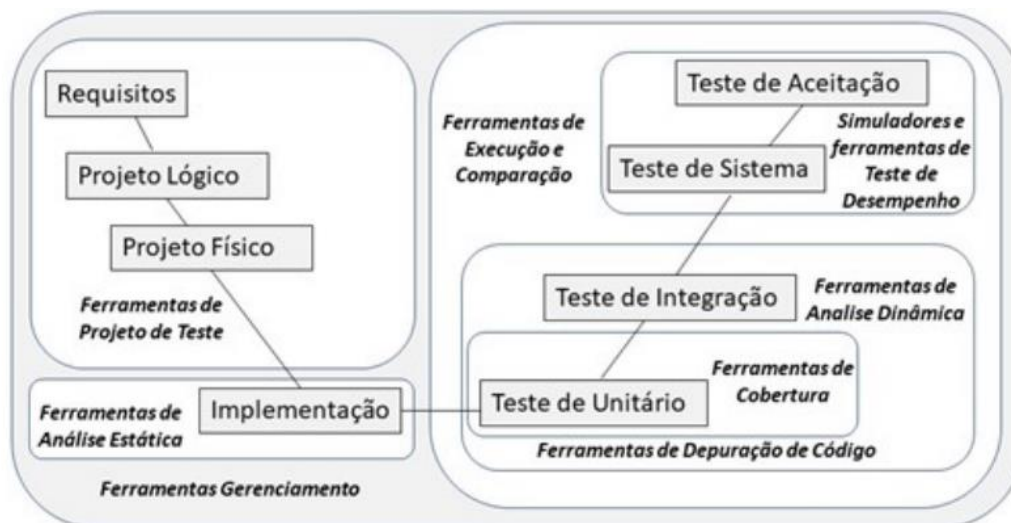 Requisitos
Projeto Lógico
Projeto Físico
Ferramentas de
Projeto de Teste
Ferramentas de
Análise Estática
Implementação
Ferramentas Gerenciamento
Teste de Aceitação
Ferramentas de
Execução e
Comparação
Simuladores e
ferramentas de
Teste de
Desempenho
Teste de Sistema
Teste de Integração
Ferramentas de
Analise Dinâmica
Teste de Unitário
Ferramentas de
Cobertura
Ferramentas de Depuração de Código